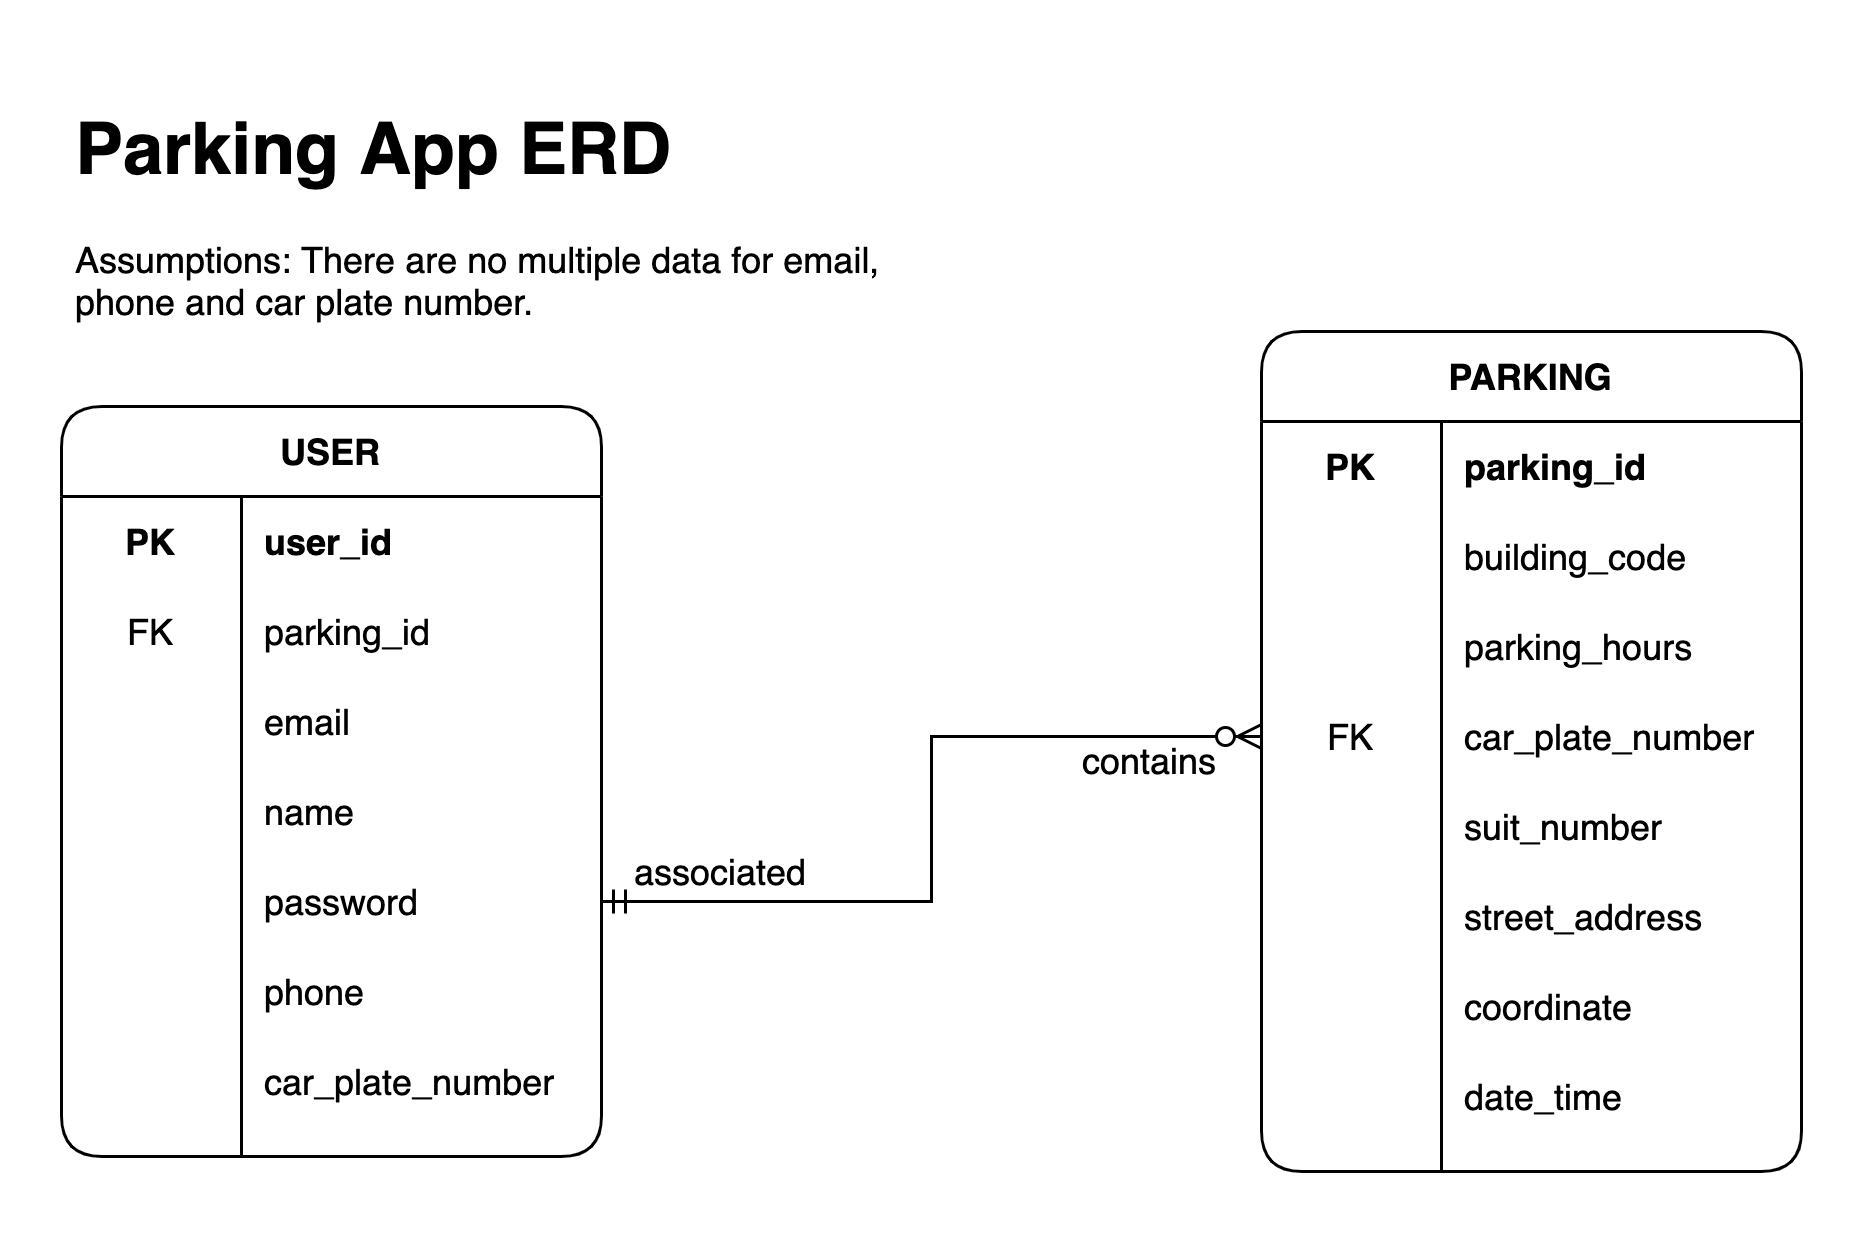 Parking App ERD
Assumptions: There are no multiple data for email,
phone and car plate number.
USER
PK user_id
FK parking_id
email
name
password
phone
car_plate_number
associated
contains
PARKING
PK parking_id
building_code
parking_hours
FK car_plate_number
suit_number
street_address
coordinate
date_time